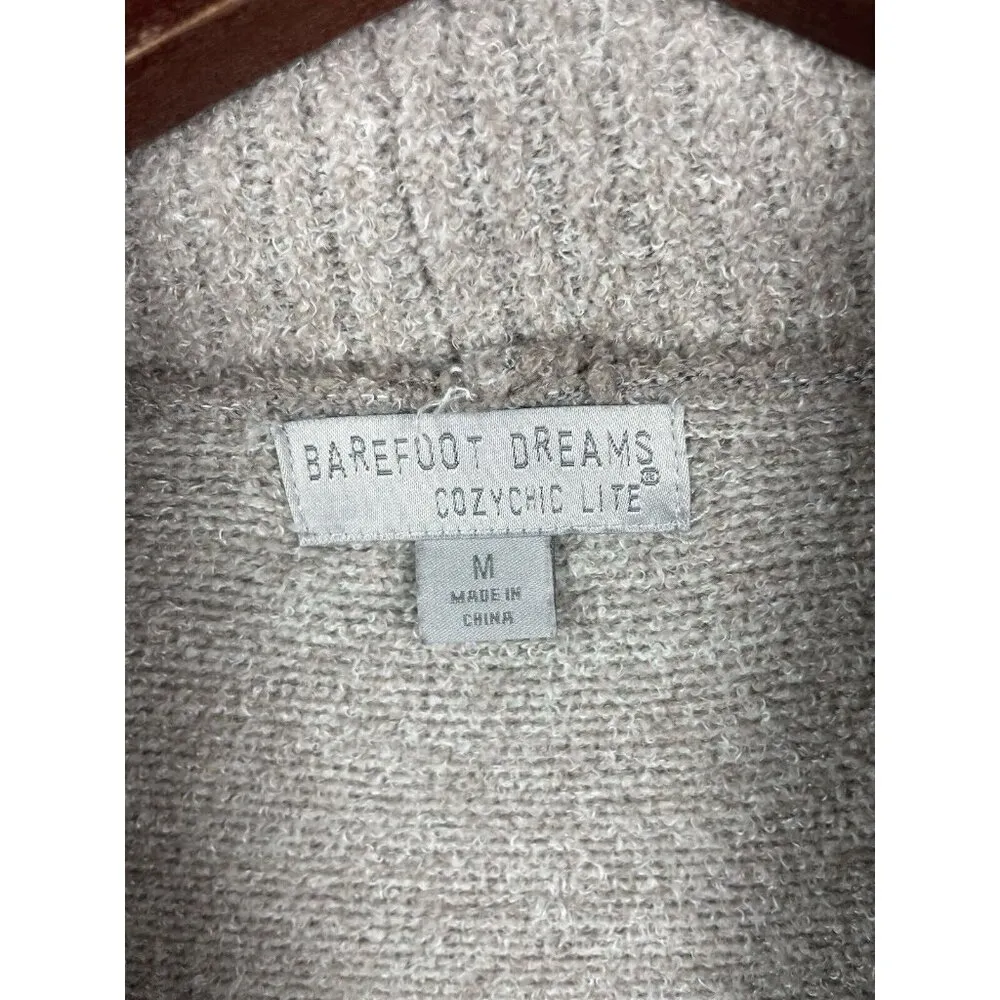 BAREFOOT DREAMS®
COZYCHIC LITE
M
MADE IN
CHINA